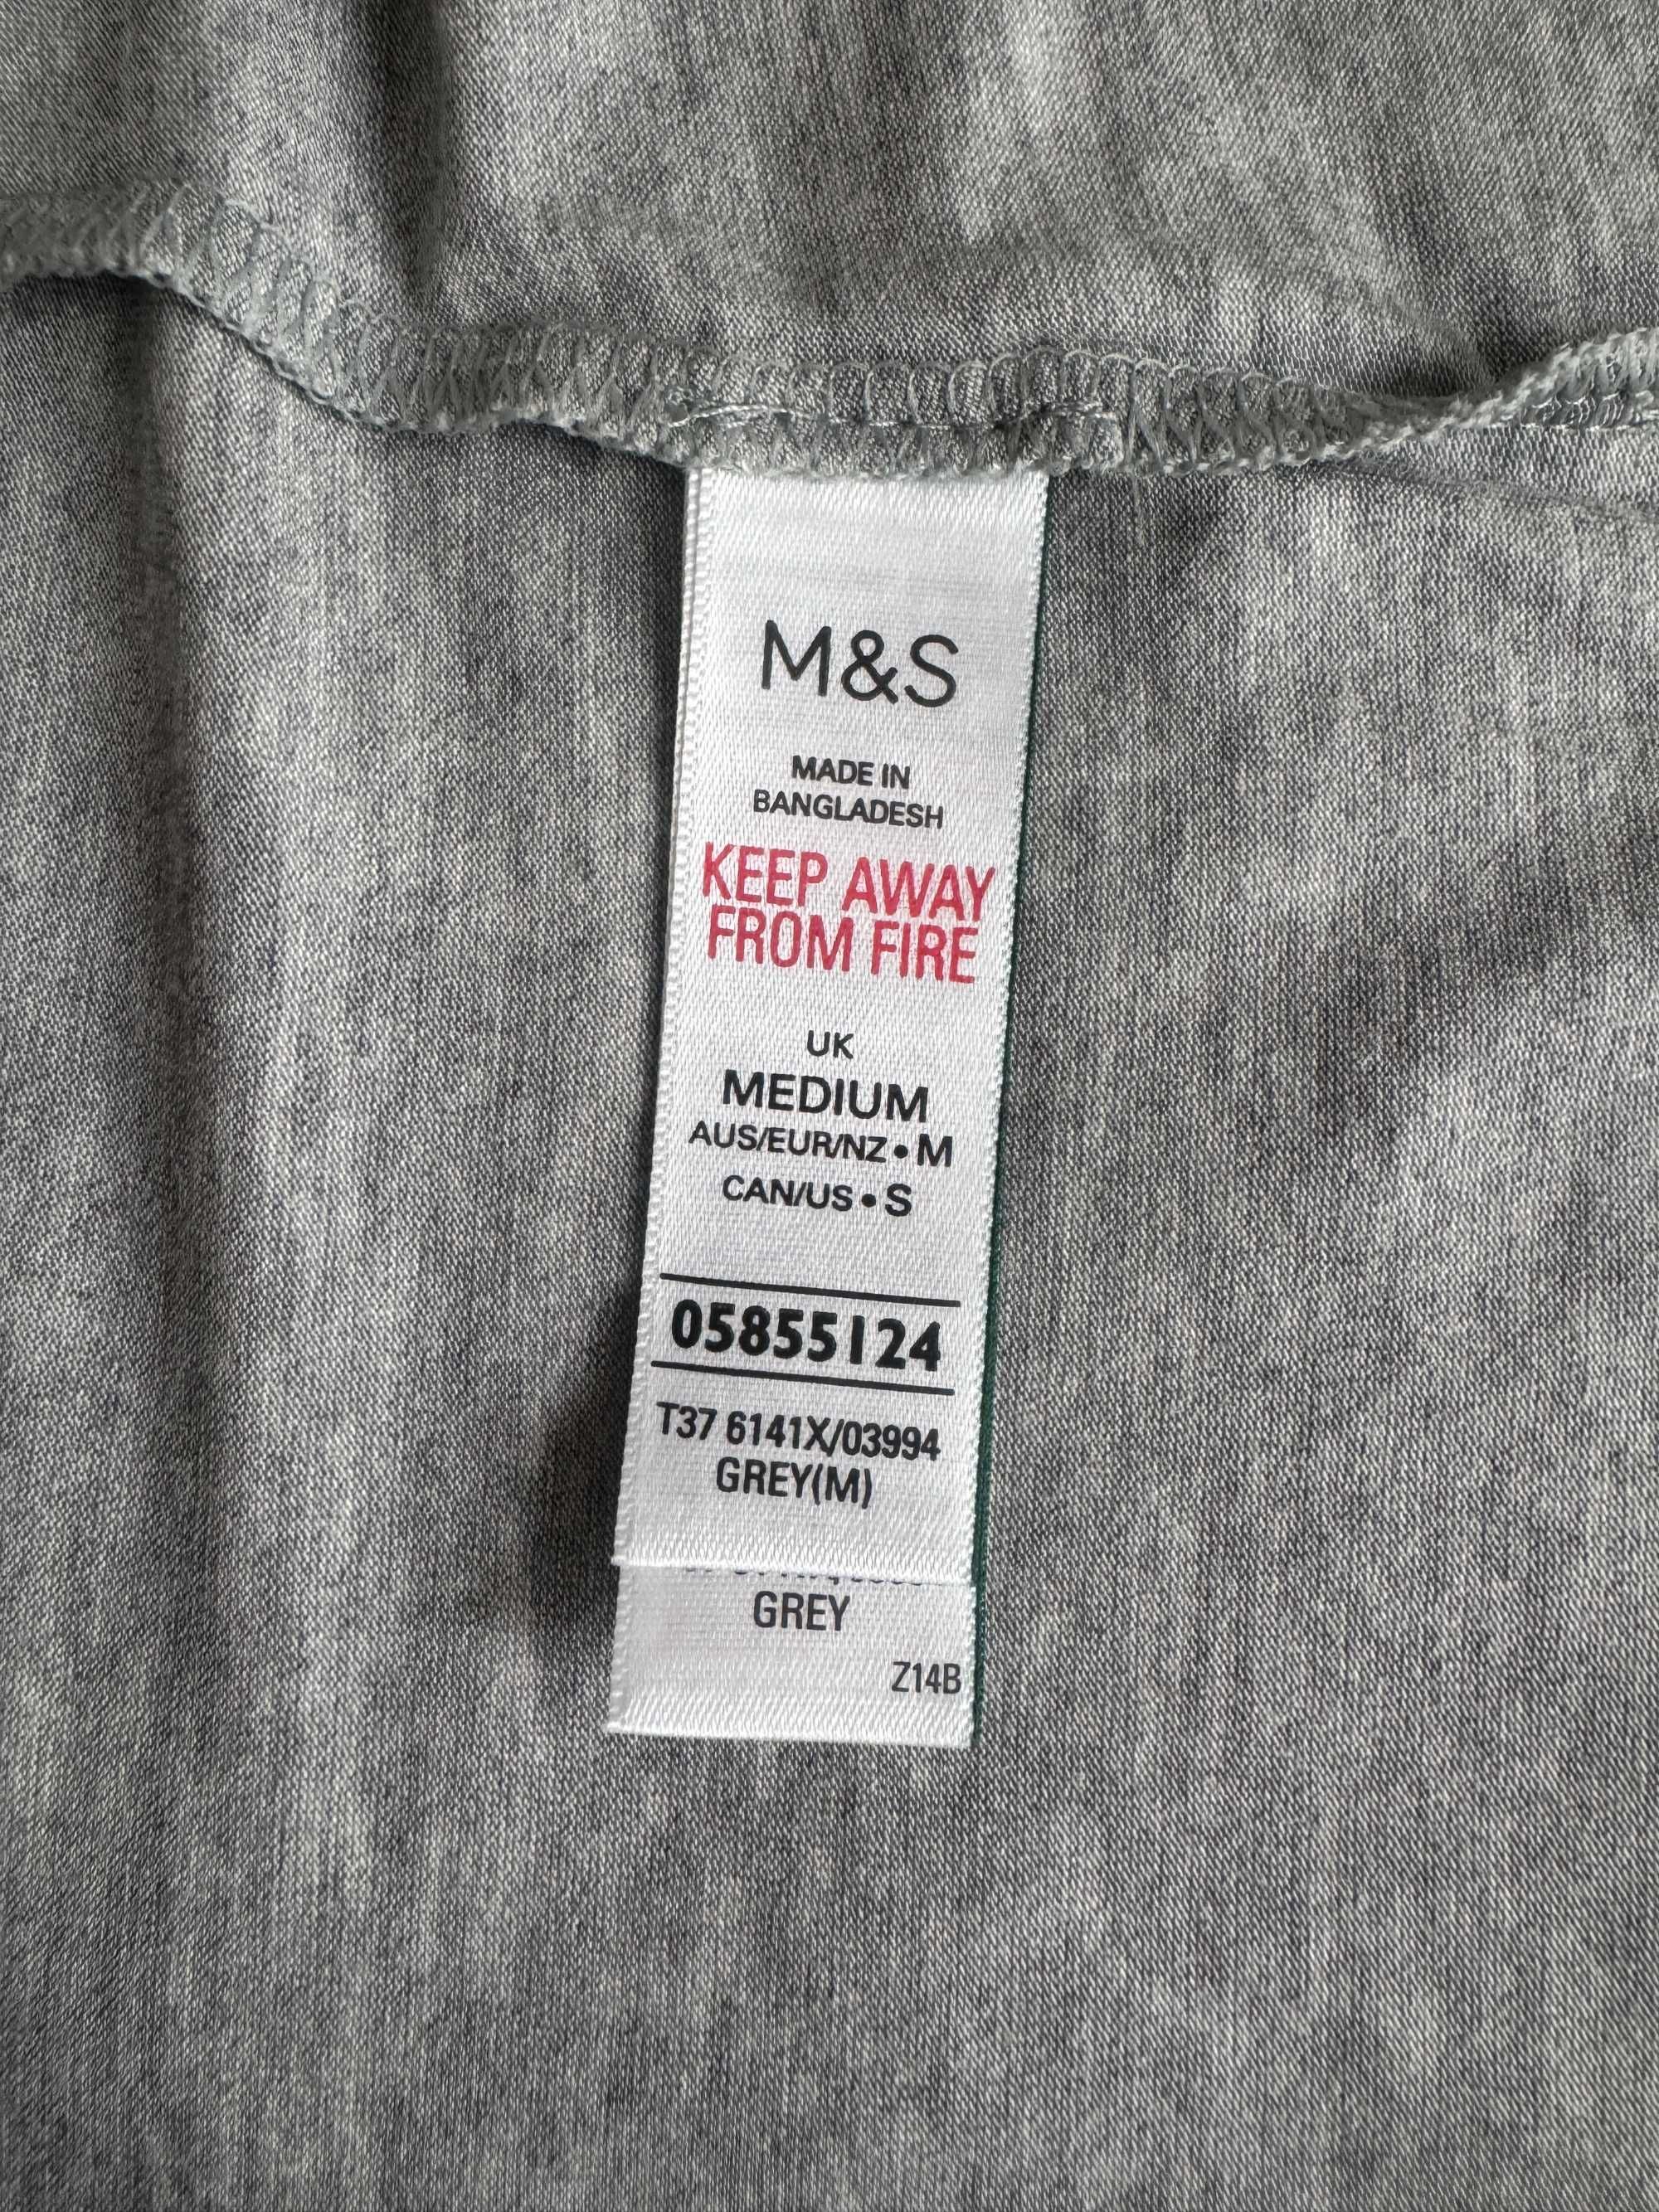 M&S
MADE IN
BANGLADESH
KEEP AWAY
FROM FIRE
UK
MEDIUM
AUS/EUR/NZ • M
CAN/US • S
05855124
T37 6141X/03994
GREY(M)
GREY
Z14B